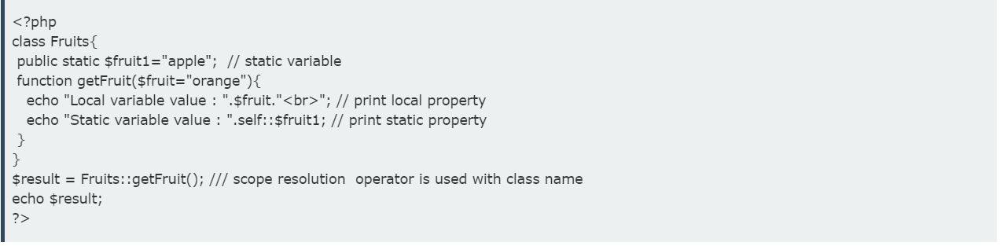 <?php
class Fruits{
public static $fruit1="apple";  // static variable
function getFruit($fruit="orange"){
echo "Local variable value : ".$fruit."<br>"; // print local property
echo "Static variable value : ".self::$fruit1; // print static property
}
}
$result = Fruits::getFruit(); /// scope resolution  operator is used with class name
echo $result;
?>